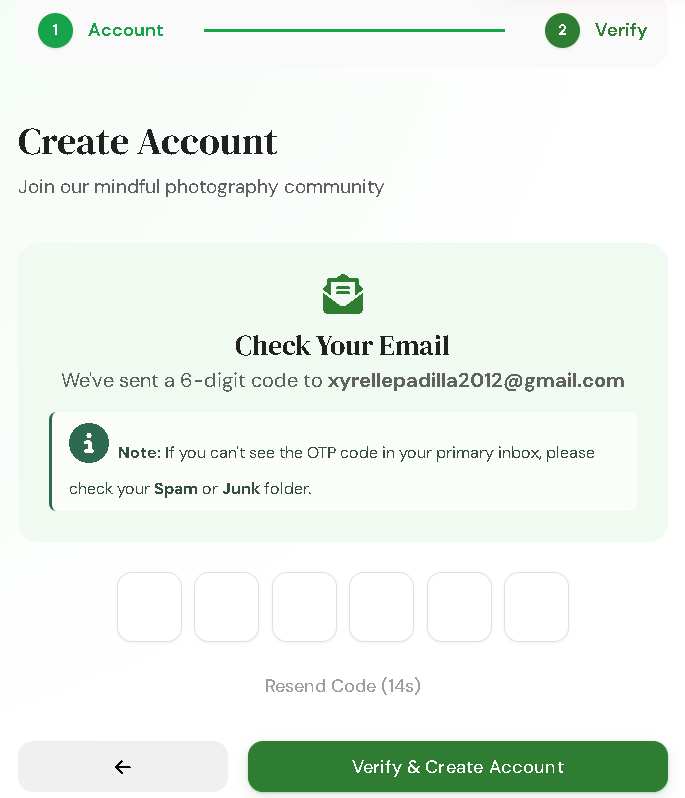 1 Account 2 Verify
Create Account
Join our mindful photography community
Check Your Email
We've sent a 6-digit code to xyrellepadilla2012@gmail.com
i Note: If you can't see the OTP code in your primary inbox, please
check your Spam or Junk folder.
Resend Code (14s)
← Verify & Create Account